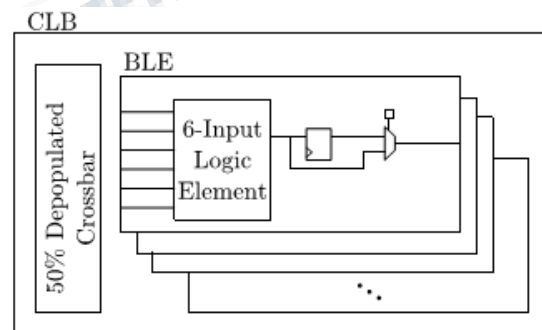 CLB
BLE
50% Depopulated
Crossbar
6-Input
Logic
Element